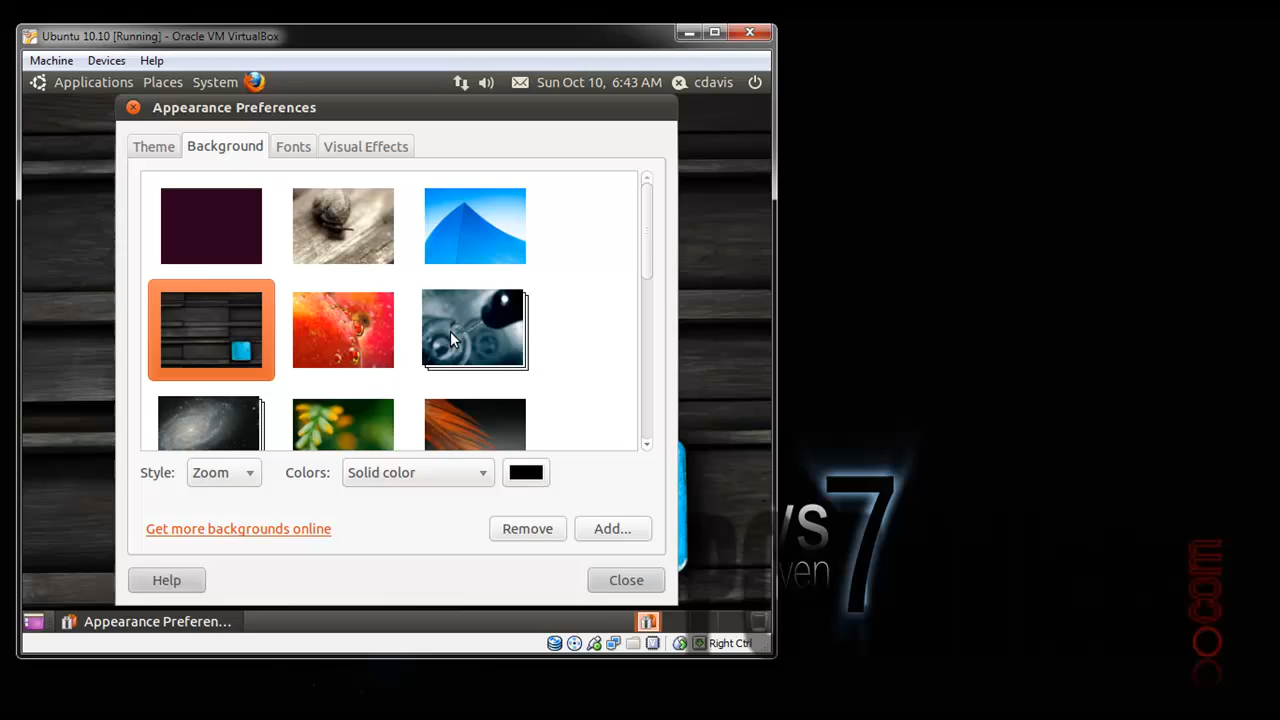 Ubuntu 10.10 [Running] - Oracle VM VirtualBox
Machine Devices Help
Applications Places System Sun Oct 10, 6:43 AM cdavis
Appearance Preferences
Theme Background Fonts Visual Effects
Style: Zoom Colors: Solid color
Get more backgrounds online Remove Add...
Help Close
7
Appearance Preferen...
Right Ctrl